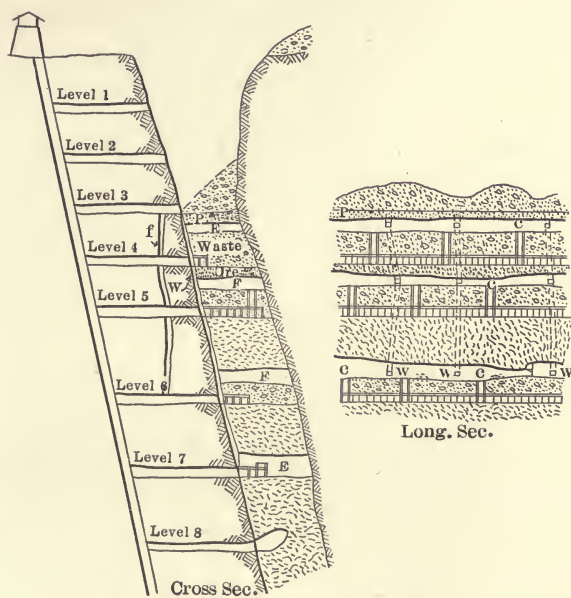 Level 1
Level 2
Level 3
P
E
f
Level 4
Waste
Ore
W
F
Level 5
E
Level 6
Level 7
E
Level 8
Cross Sec.
P C
C W W C W
Long. Sec.